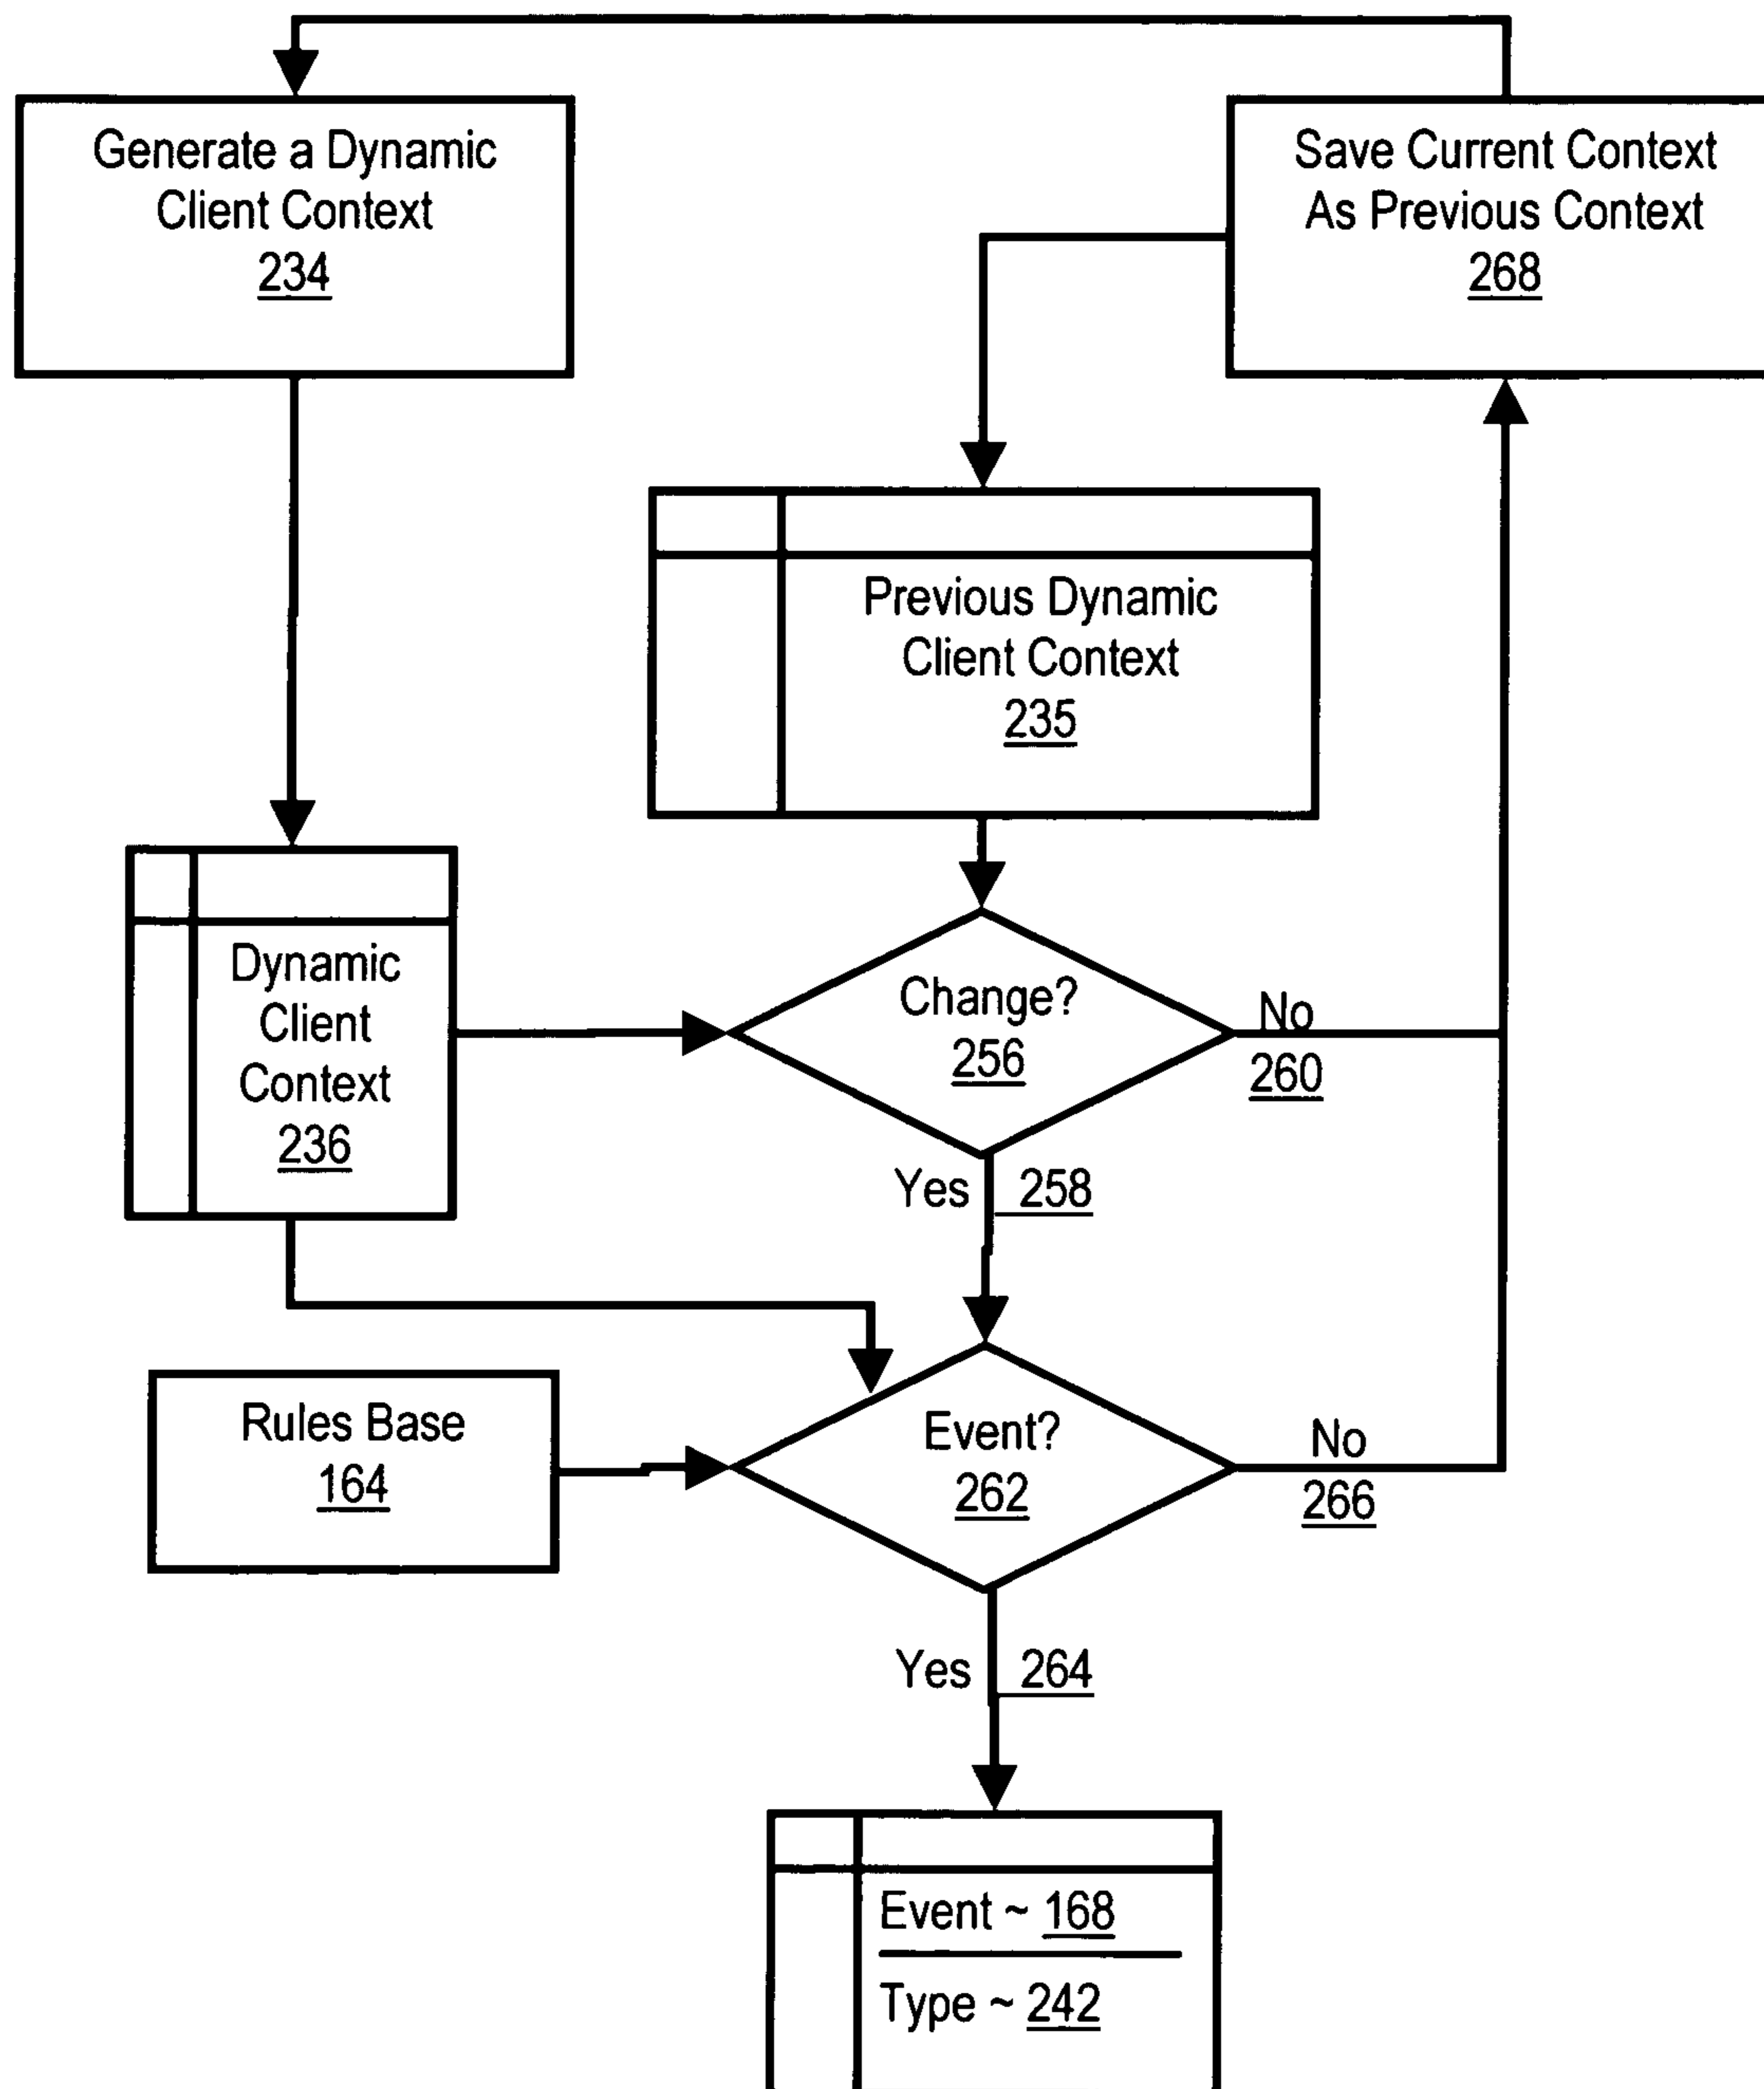 Generate a Dynamic
Client Context
234
Save Current Context
As Previous Context
268
Previous Dynamic
Client Context
235
Dynamic
Client
Context
236
Change?
256
No
260
Yes 258
Rules Base
164
Event?
262
No
266
Yes 264
Event ~ 168
Type ~ 242